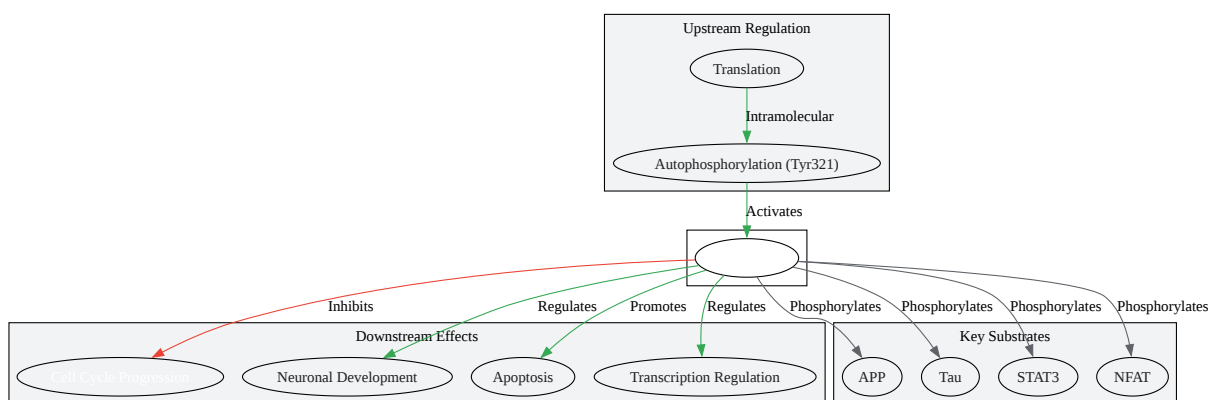 Upstream Regulation
Translation
Intramolecular
Autophosphorylation (Tyr321)
Activates
Inhibits
Regulates
Promotes
Regulates
Phosphorylates
Phosphorylates
Phosphorylates
Phosphorylates
Downstream Effects
Key Substrates
Cell Cycle Progression
Neuronal Development
Apoptosis
Transcription Regulation
APP
Tau
STAT3
NFAT